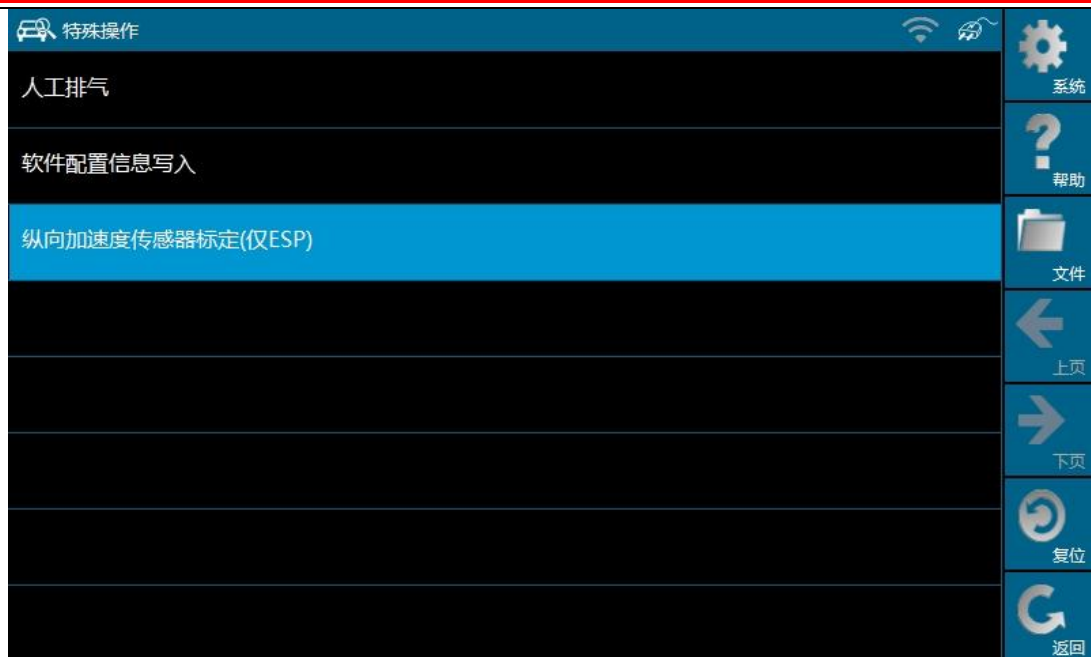 特殊操作
人工排气
软件配置信息写入
纵向加速度传感器标定(仅ESP)
系统
帮助
文件
上页
下页
复位
返回